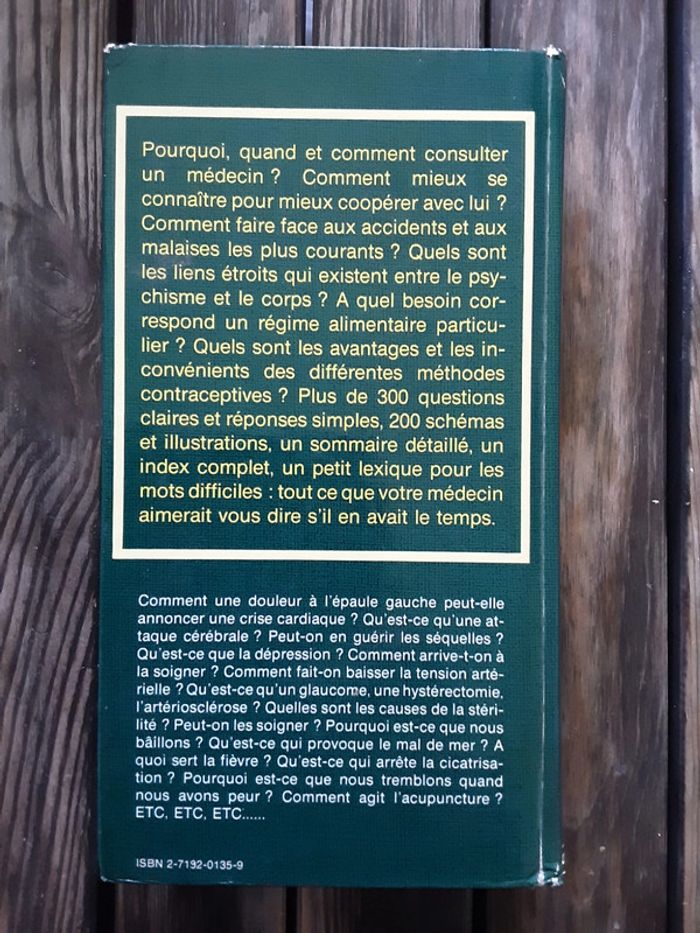 Pourquoi, quand et comment consulter
un médecin ? Comment mieux se
connaître pour mieux coopérer avec lui ?
Comment faire face aux accidents et aux
malaises les plus courants ? Quels sont
les liens étroits qui existent entre le psy-
chisme et le corps ? A quel besoin cor-
respond un régime alimentaire particu-
lier ? Quels sont les avantages et les in-
convénients des différentes méthodes
contraceptives ? Plus de 300 questions
claires et réponses simples, 200 schémas
et illustrations, un sommaire détaillé, un
index complet, un petit lexique pour les
mots difficiles : tout ce que votre médecin
aimerait vous dire s'il en avait le temps.
Comment une douleur à l'épaule gauche peut-elle
annoncer une crise cardiaque ? Qu'est-ce qu'une at-
taque cérébrale ? Peut-on en guérir les séquelles ?
Qu'est-ce que la dépression ? Comment arrive-t-on à
la soigner ? Comment fait-on baisser la tension arté-
rielle ? Qu'est-ce qu'un glaucome, une hystérectomie,
l'artériosclérose ? Quelles sont les causes de la stéri-
lité ? Peut-on les soigner ? Pourquoi est-ce que nous
bâillons ? Qu'est-ce qui provoque le mal de mer ? A
quoi sert la fièvre ? Qu'est-ce qui arrête la cicatrisa-
tion ? Pourquoi est-ce que nous tremblons quand
nous avons peur ? Comment agit l'acupuncture ?
ETC, ETC, ETC......
ISBN 2-7192-0135-9